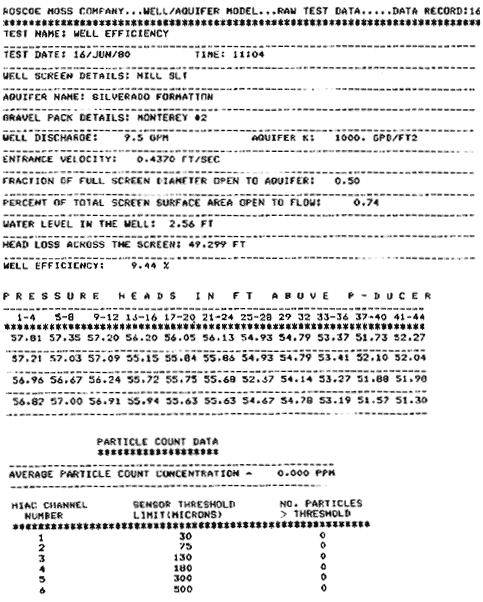 ROSCOE MOSS COMPANY...WELL/AQUIFER MODEL...RAW TEST DATA.....DATA RECORD:16
TEST NAME: WELL EFFICIENCY
TEST DATE: 16/JUN/80 TIME: 11:04
WELL SCREEN DETAILS: MILL SLT
AQUIFER NAME: SILVERADO FORMATION
GRAVEL PACK DETAILS: MONTEREY #2
WELL DISCHARGE: 9.5 GPM AQUIFER K: 1000. GPD/FT2
ENTRANCE VELOCITY: 0.4370 FT/SEC
FRACTION OF FULL SCREEN DIAMETER OPEN TO AQUIFER: 0.50
PERCENT OF TOTAL SCREEN SURFACE AREA OPEN TO FLOW: 0.74
WATER LEVEL IN THE WELL: 2.56 FT
HEAD LOSS ACROSS THE SCREEN: 49.299 FT
WELL EFFICIENCY: 9.44 %
PRESSURE HEADS IN FT ABOVE P-DUCER
1-4 5-8 9-12 13-16 17-20 21-24 25-28 29 32 33-36 37-40 41-44
57.81 57.35 57.20 56.20 56.05 56.13 54.93 54.79 53.37 51.73 52.27
57.21 57.03 57.09 55.15 55.84 55.86 54.93 54.79 53.41 52.10 52.04
56.96 56.67 56.24 55.72 55.75 55.68 52.37 54.14 53.27 51.88 51.90
56.82 57.00 56.91 55.94 55.63 55.63 54.67 54.78 53.19 51.57 51.30
PARTICLE COUNT DATA
AVERAGE PARTICLE COUNT CONCENTRATION - 0.000 PPM
HIAC CHANNEL SENSOR THRESHOLD NO. PARTICLES
NUMBER LIMIT(MICRONS) > THRESHOLD
1 30 0
2 75 0
3 130 0
4 180 0
5 300 0
6 500 0